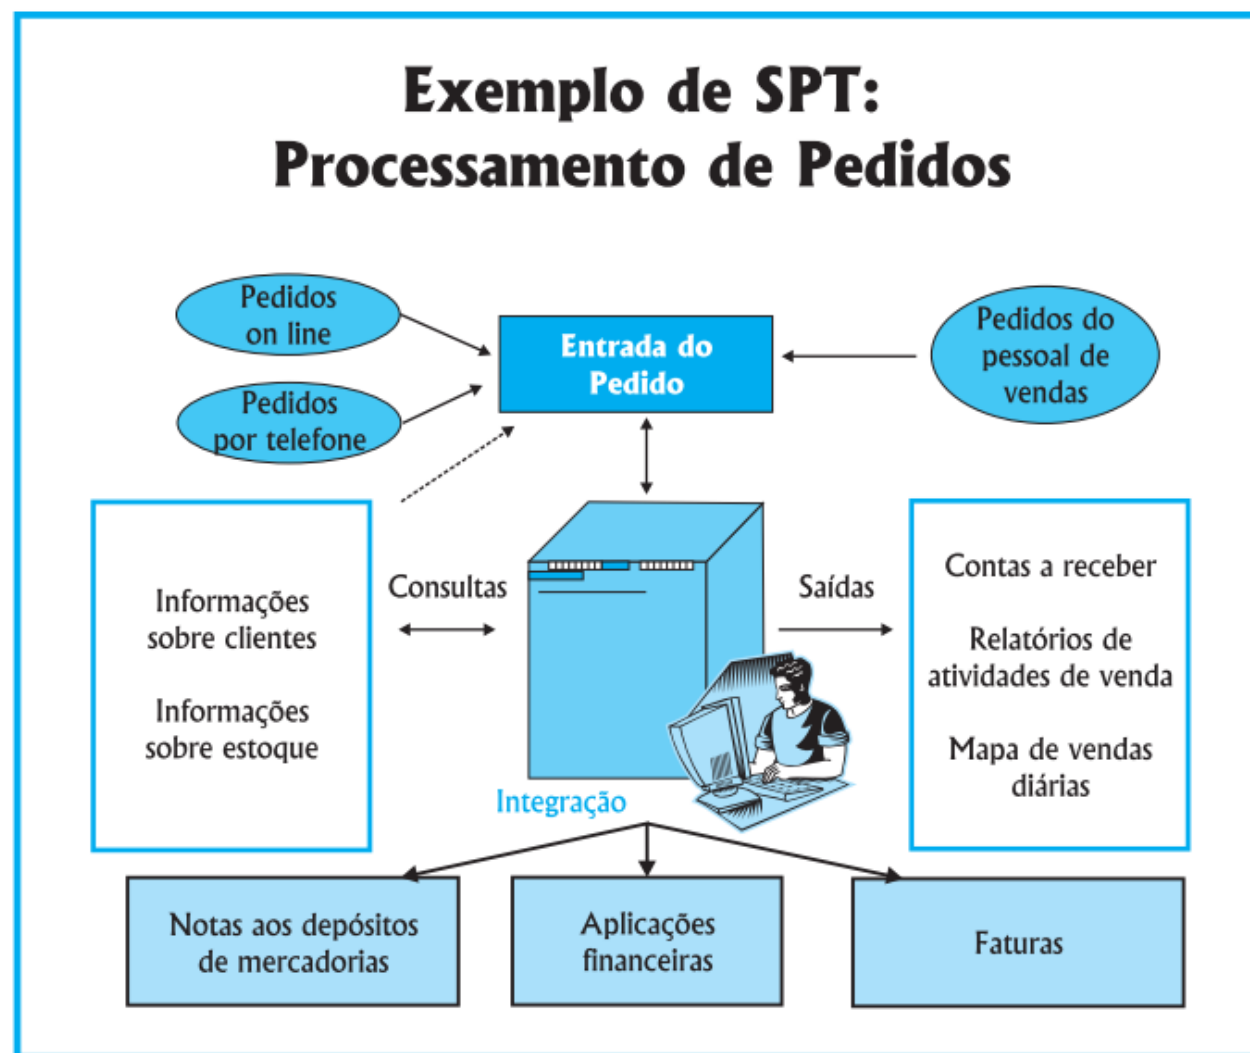 Exemplo de SPT:
Processamento de Pedidos
Pedidos
on line
Entrada do
Pedido
Pedidos do
pessoal de
vendas
Pedidos
por telefone
Informações
sobre clientes
Informações
sobre estoque
Consultas
Saídas
Contas a receber
Relatórios de
atividades de venda
Mapa de vendas
diárias
Integração
Notas aos depósitos
de mercadorias
Aplicações
financeiras
Faturas